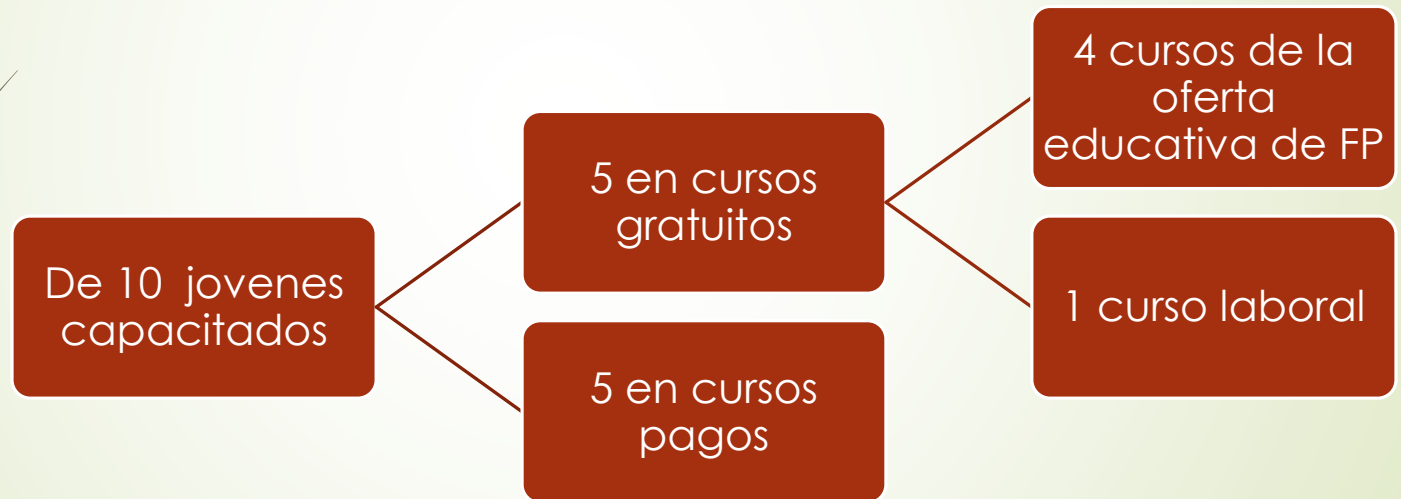 De 10 jovenes
capacitados
5 en cursos
gratuitos
5 en cursos
pagos
4 cursos de la
oferta
educativa de FP
1 curso laboral